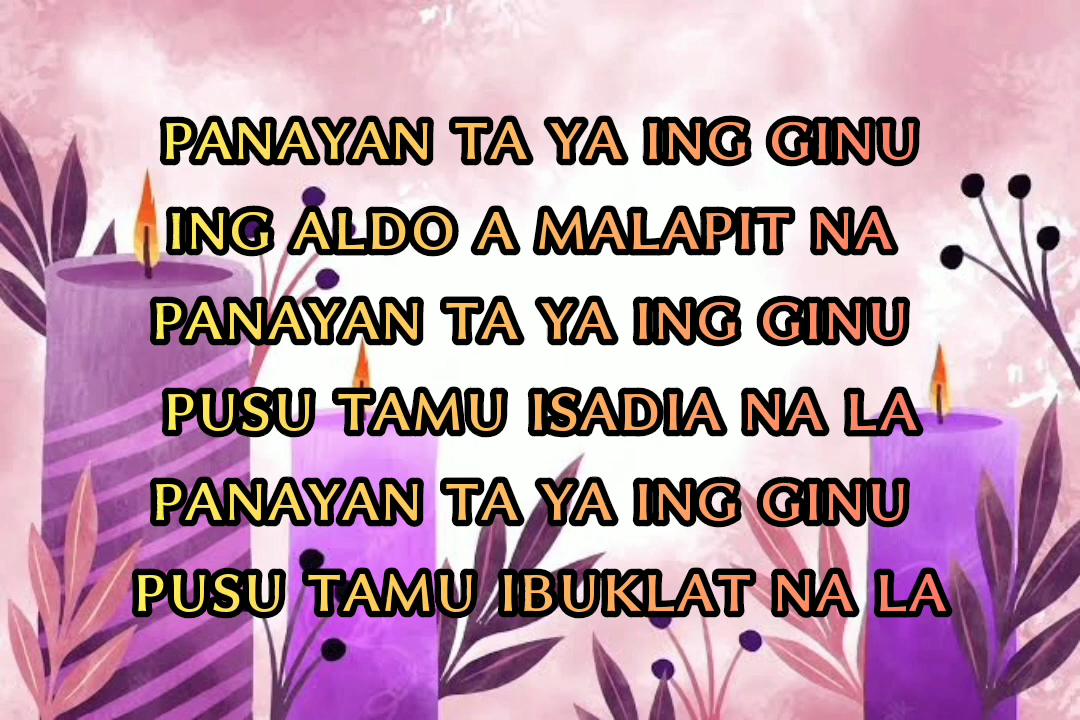 PANAYAN TA YA ING GINU
ING ALDO A MALAPIT NA
PANAYAN TA YA ING GINU
PUSU TAMU ISADIA NA LA
PANAYAN TA YA ING GINU
PUSU TAMU IBUKLAT NA LA